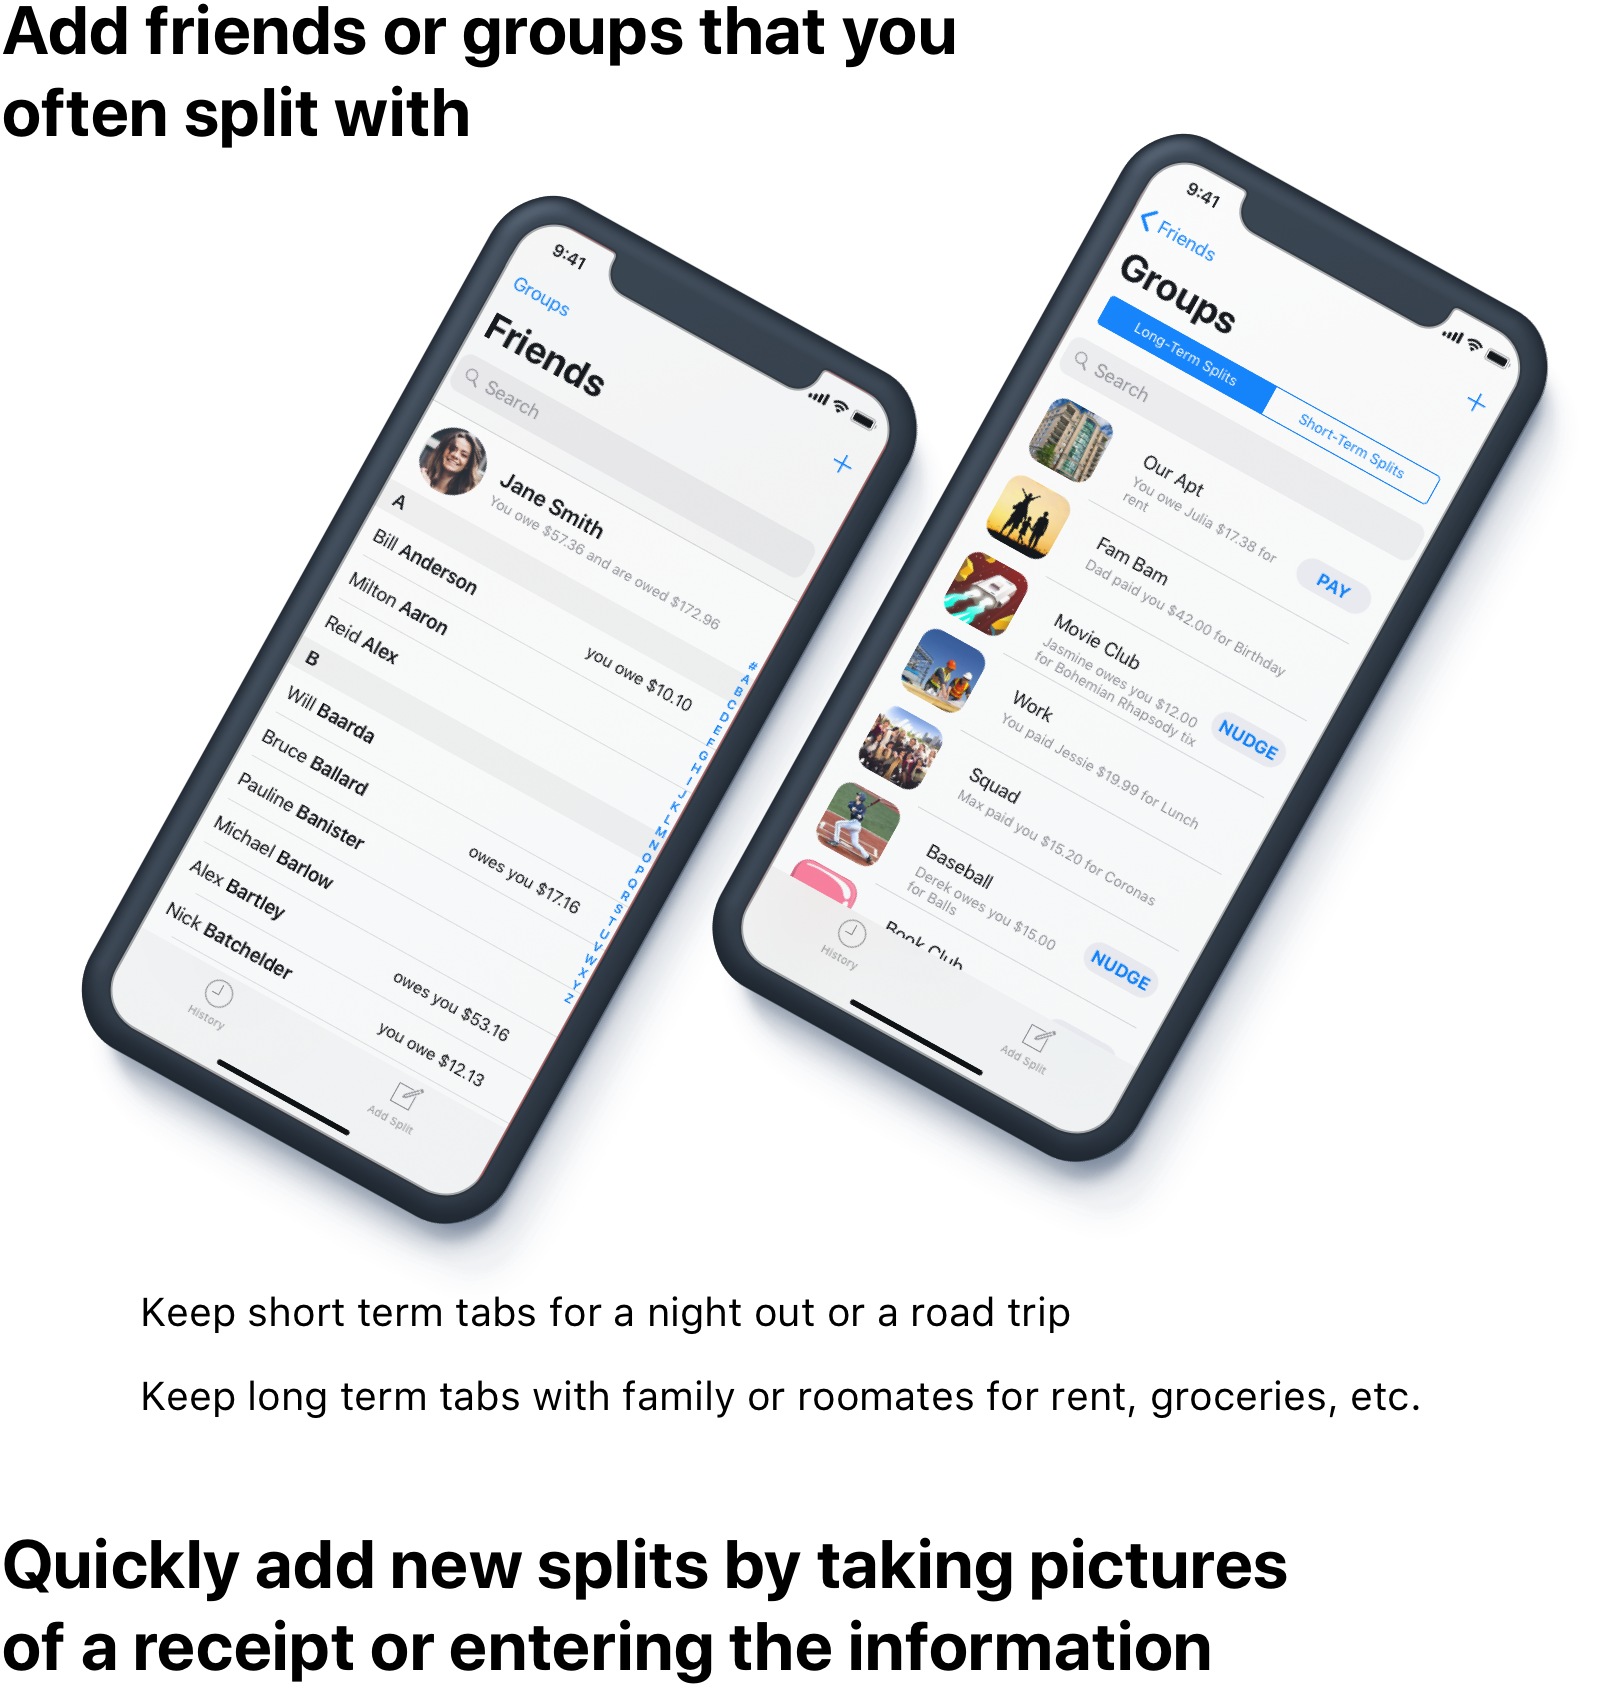 Add friends or groups that you
often split with
9:41
Groups
Friends
Search
Jane Smith
You owe $57.36 and are owed $172.96
A
Bill Anderson
you owe $10.10
Milton Aaron
Reid Alex
B
Will Baarda
owes you $17.16
Bruce Ballard
Pauline Banister
Michael Barlow
owes you $53.16
Alex Bartley
you owe $12.13
Nick Batchelder
#
A
B
C
D
E
F
G
H
I
J
K
L
M
N
O
P
Q
R
S
T
U
V
W
X
Y
Z
History
Add Split
9:41
Friends
Groups
Long-Term Splits
Short-Term Splits
Search
Our Apt
You owe Julia $17.38 for
rent
PAY
Fam Bam
Dad paid you $42.00 for Birthday
Movie Club
Jasmine owes you $12.00
for Bohemian Rhapsody tix
NUDGE
Work
You paid Jessie $19.99 for Lunch
Squad
Max paid you $15.20 for Coronas
Baseball
Derek owes you $15.00
for Balls
NUDGE
Book Club
History
Add Split
Keep short term tabs for a night out or a road trip
Keep long term tabs with family or roomates for rent, groceries, etc.
Quickly add new splits by taking pictures
of a receipt or entering the information